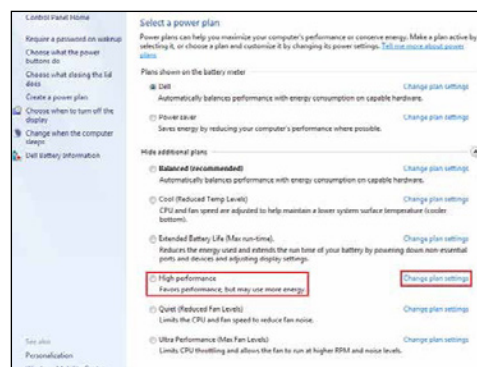 Control Panel Home
Require a password on wakeup
Choose what the power
buttons do
Choose what closing the lid
does
Create a power plan
Choose when to turn off the
display
Change when the computer
sleeps
Dell Battery Information
See also
Personalization
Select a power plan
Power plans can help you maximize your computer's performance or conserve energy. Make a plan active by
selecting it, or choose a plan and customize it by changing its power settings. Tell me more about power
plans
Plans shown on the battery meter
Dell Change plan settings
Automatically balances performance with energy consumption on capable hardware.
Power saver Change plan settings
Saves energy by reducing your computer's performance where possible.
Hide additional plans
Balanced (recommended) Change plan settings
Automatically balances performance with energy consumption on capable hardware.
Cool (Reduced Temp Levels) Change plan settings
CPU and fan speed are adjusted to help maintain a lower system surface temperature (cooler
bottom).
Extended Battery Life (Max run-time). Change plan settings
Reduces the energy used and extends the run time of your battery by powering down non-essential
ports and devices and adjusting display settings.
High performance Change plan settings
Favors performance, but may use more energy.
Quiet (Reduced Fan Levels) Change plan settings
Limits the CPU and fan speed to reduce fan noise.
Ultra Performance (Max Fan Levels) Change plan settings
Limits CPU throttling and allows the fan to run at higher RPM and noise levels.